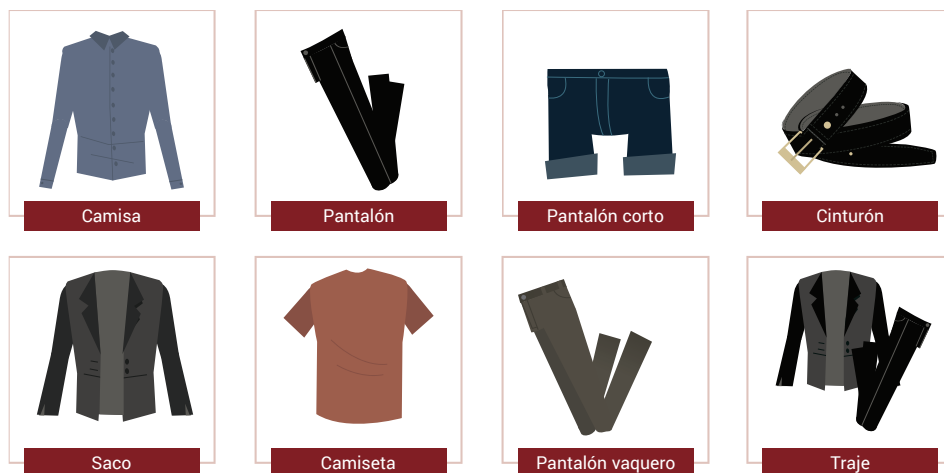 Camisa
Pantalón
Pantalón corto
Cinturón
Saco
Camiseta
Pantalón vaquero
Traje